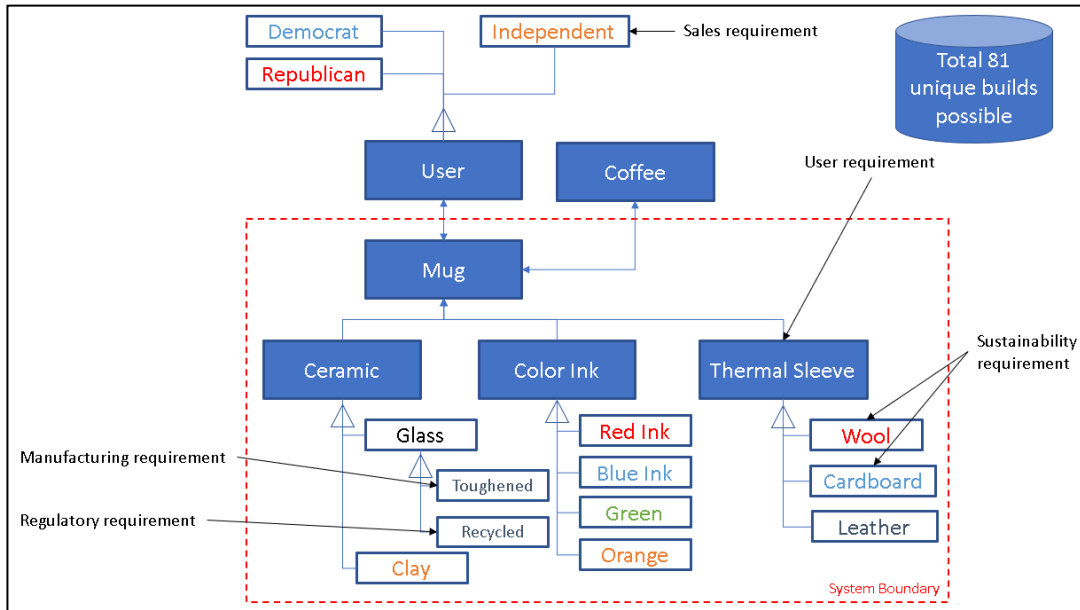 Democrat
Independent
Sales requirement
Republican
Total 81
unique builds
possible
User
Coffee
User requirement
Mug
Ceramic
Color Ink
Thermal Sleeve
Sustainability
requirement
Glass
Red Ink
Wool
Manufacturing requirement
Toughened
Blue Ink
Cardboard
Regulatory requirement
Recycled
Green
Leather
Clay
Orange
System Boundary